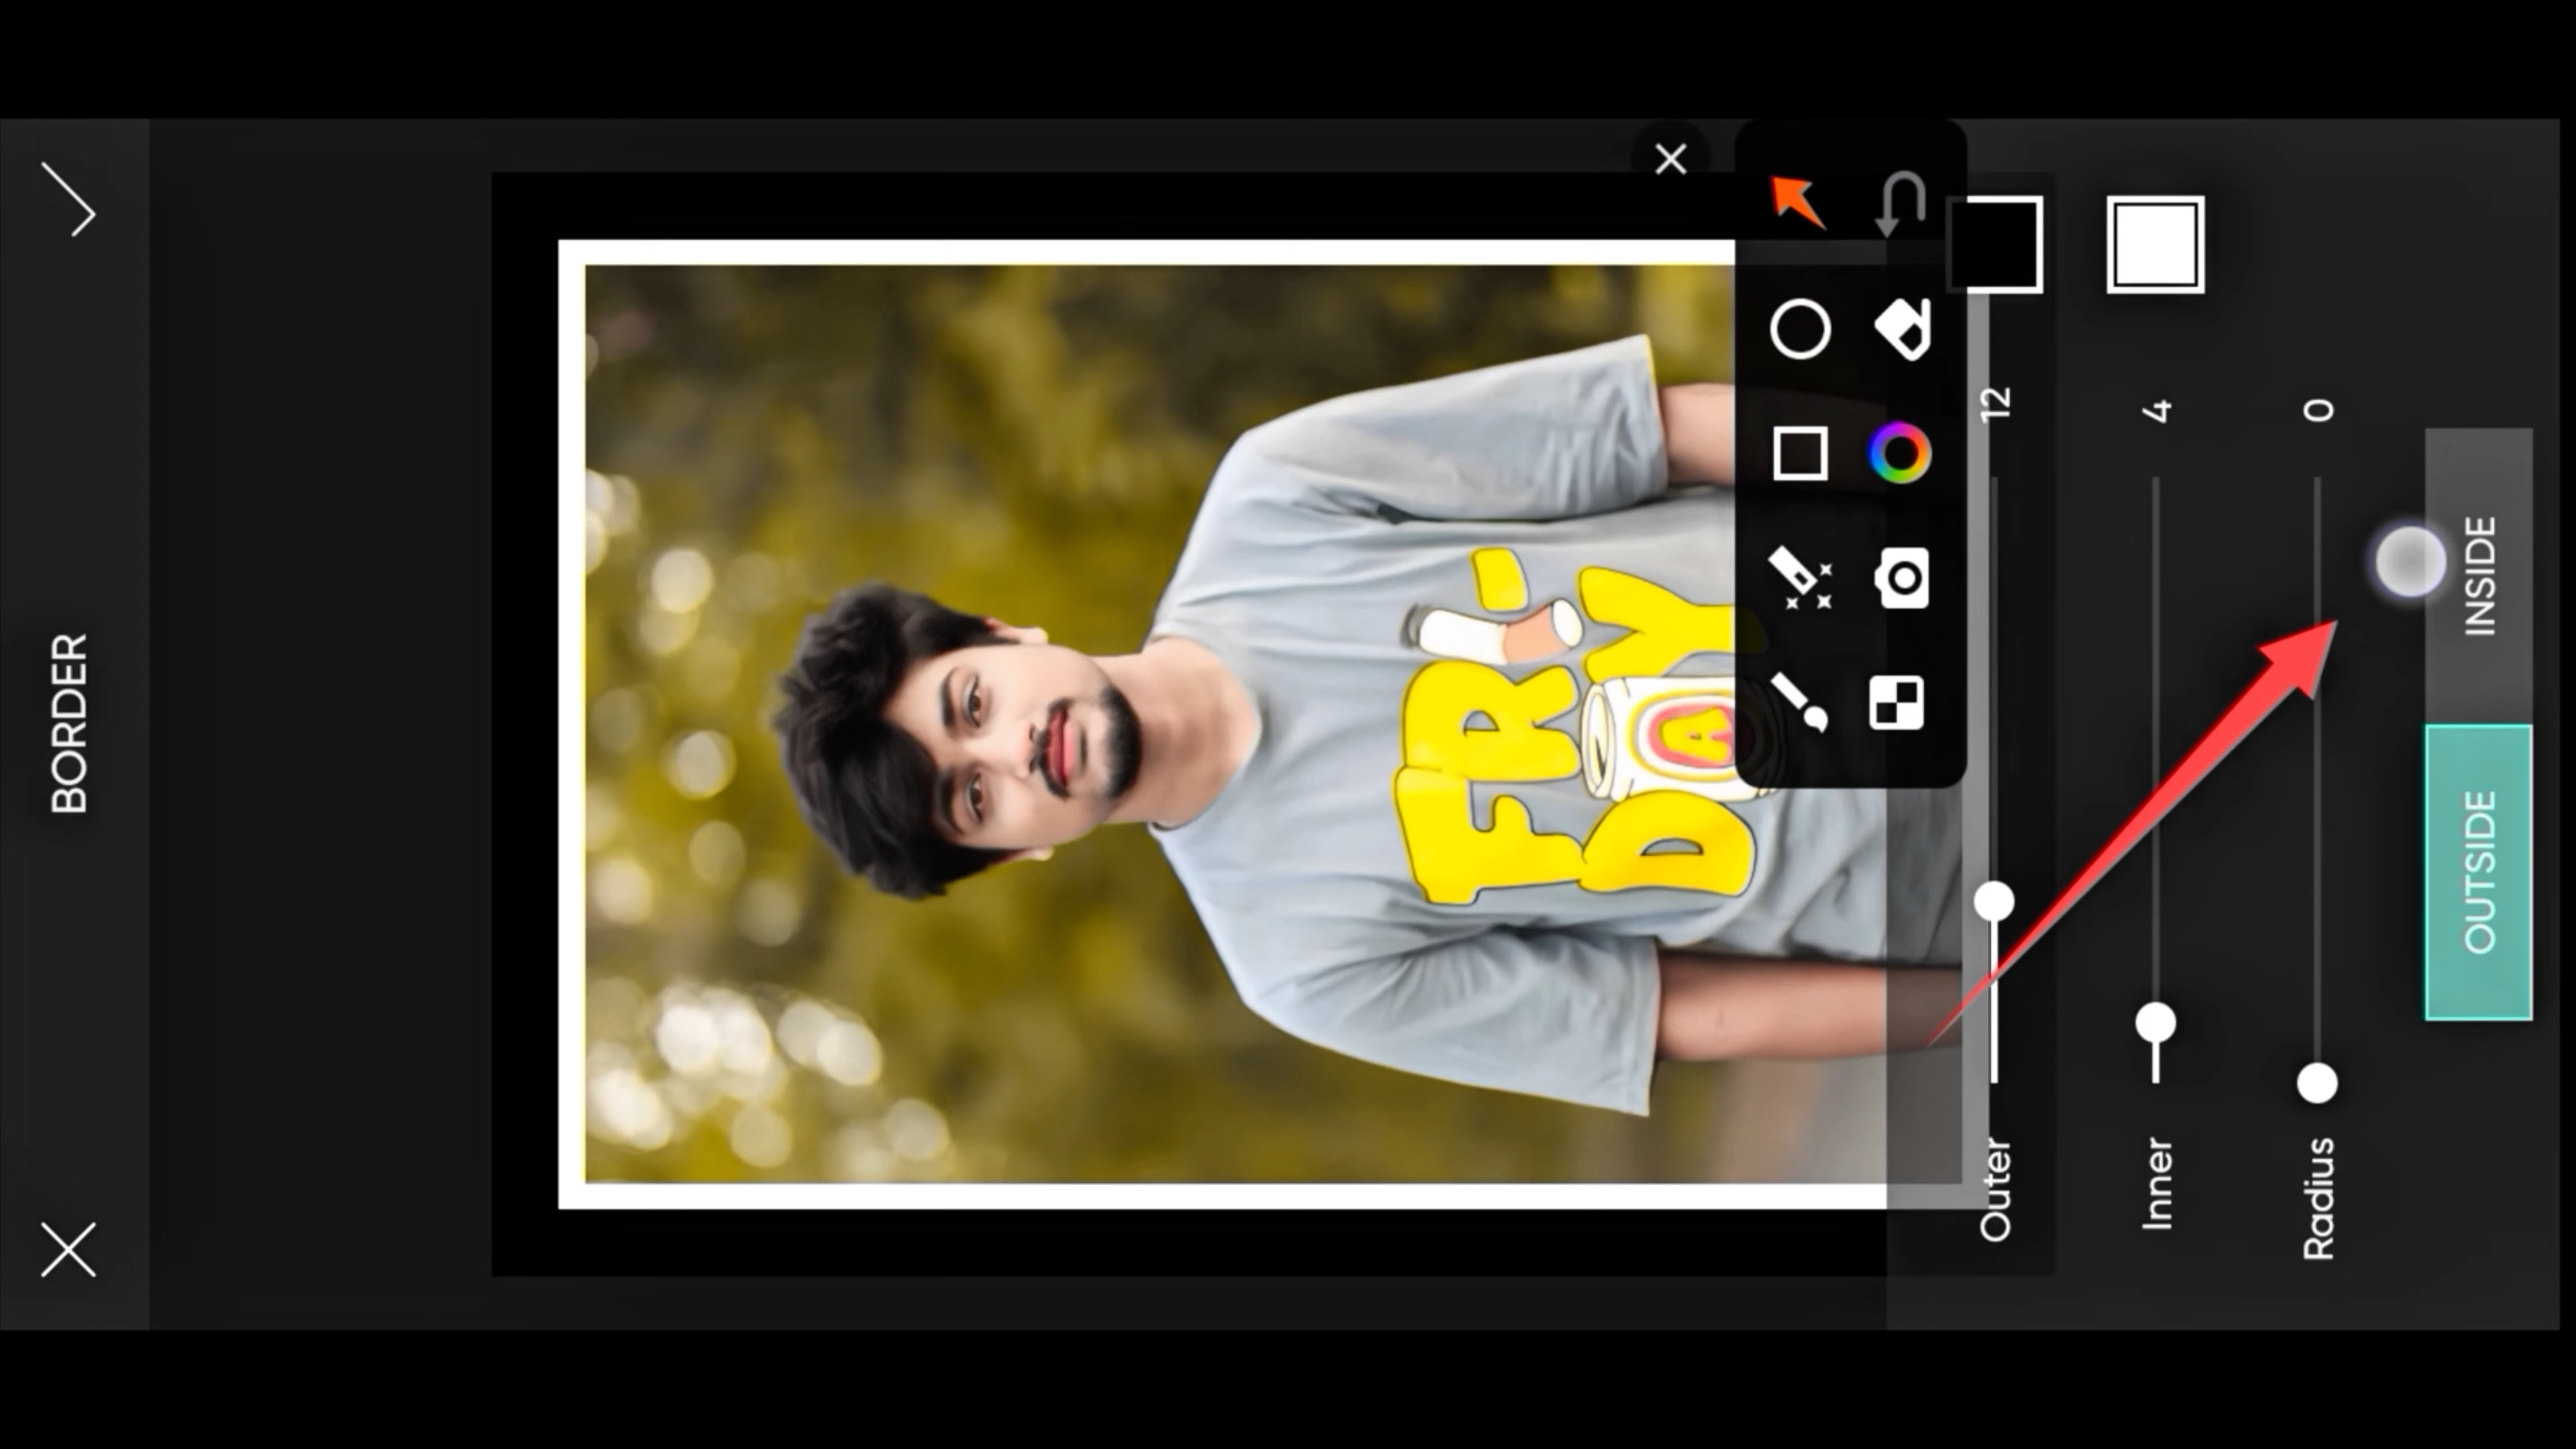 FRI
DAY
Outer 12
Inner 4
Radius 0
OUTSIDE INSIDE
BORDER